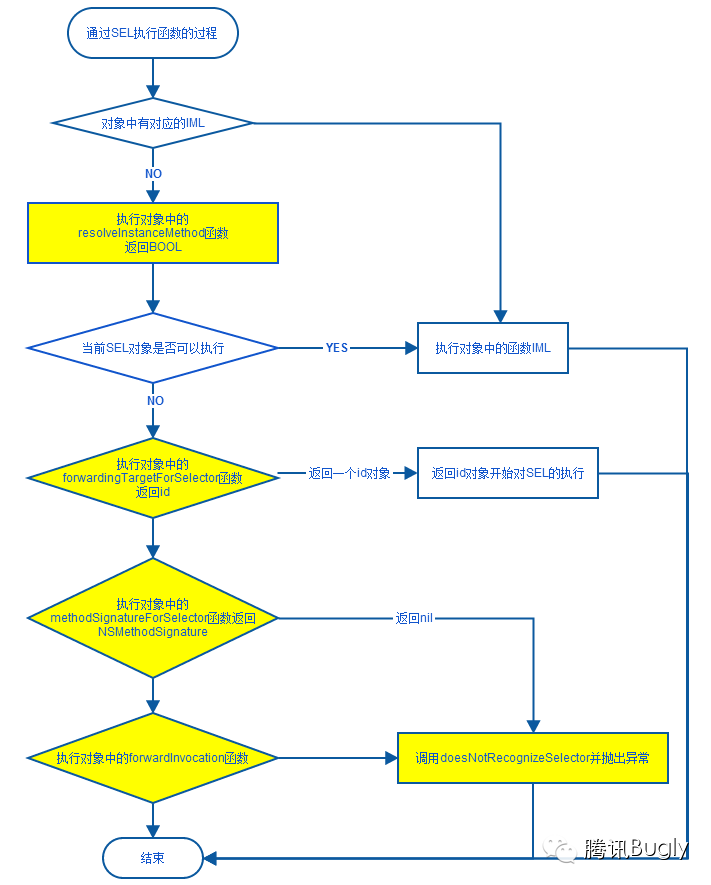 通过SEL执行函数的过程
对象中有对应的IML
NO
执行对象中的
resolveInstanceMethod函数
返回BOOL
当前SEL对象是否可以执行
YES
执行对象中的函数IML
NO
执行对象中的
forwardingTargetForSelector函数
返回id
返回一个id对象
返回id对象开始对SEL的执行
执行对象中的
methodSignatureForSelector函数返回
NSMethodSignature
返回nil
执行对象中的forwardInvocation函数
调用doesNotRecognizeSelector并抛出异常
结束
腾讯Bugly